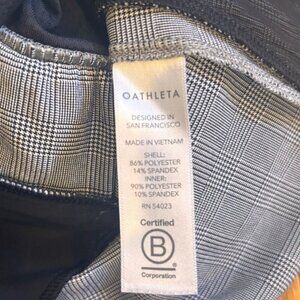 ATHLETA
DESIGNED IN
SAN FRANCISCO
MADE IN VIETNAM
SHELL:
86% POLYESTER
14% SPANDEX
INNER:
90% POLYESTER
10% SPANDEX
RN 54023
Certified
B
Corporation